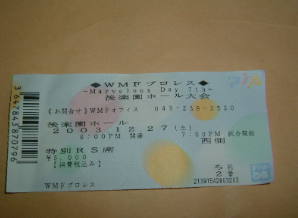 ◆WMFプロレス◆
~Marvelous Day 7th~
後楽園ホール大会
《お問合せ》WMFオフィス 048-256-2520
後楽園ホール
2003.12.27(土)
6:00PM 開場 7:00PM 試合開始
特別RS席 西側
¥5,000
【消費税込み】
2番
WMFプロレス